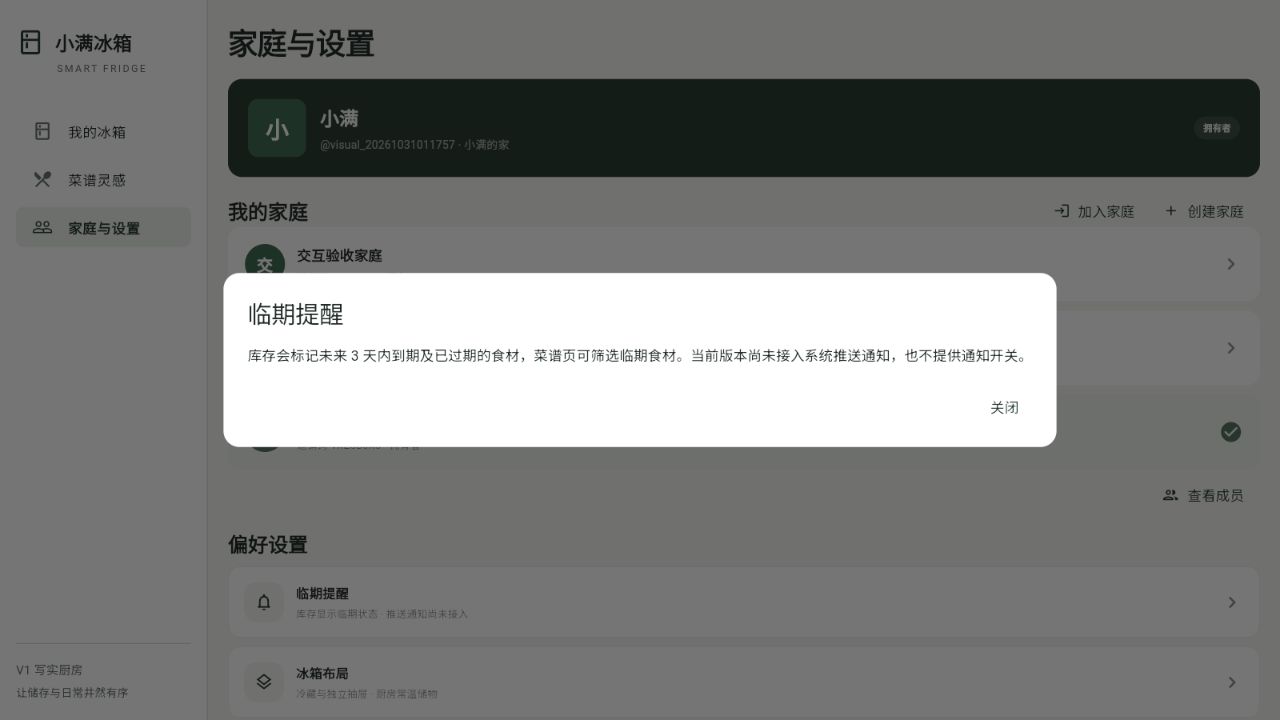 小满冰箱
SMART FRIDGE
我的冰箱
菜谱灵感
家庭与设置
V1 写实厨房
让储存与日常井然有序
家庭与设置
小
小满
@visual_20261031011757 · 小满的家
拥有者
我的家庭
加入家庭
创建家庭
交
交互验收家庭
临期提醒
库存会标记未来 3 天内到期及已过期的食材，菜谱页可筛选临期食材。当前版本尚未接入系统推送通知，也不提供通知开关。
关闭
查看成员
偏好设置
临期提醒
库存显示临期状态 · 推送通知尚未接入
冰箱布局
冷藏与独立抽屉 · 厨房常温储物